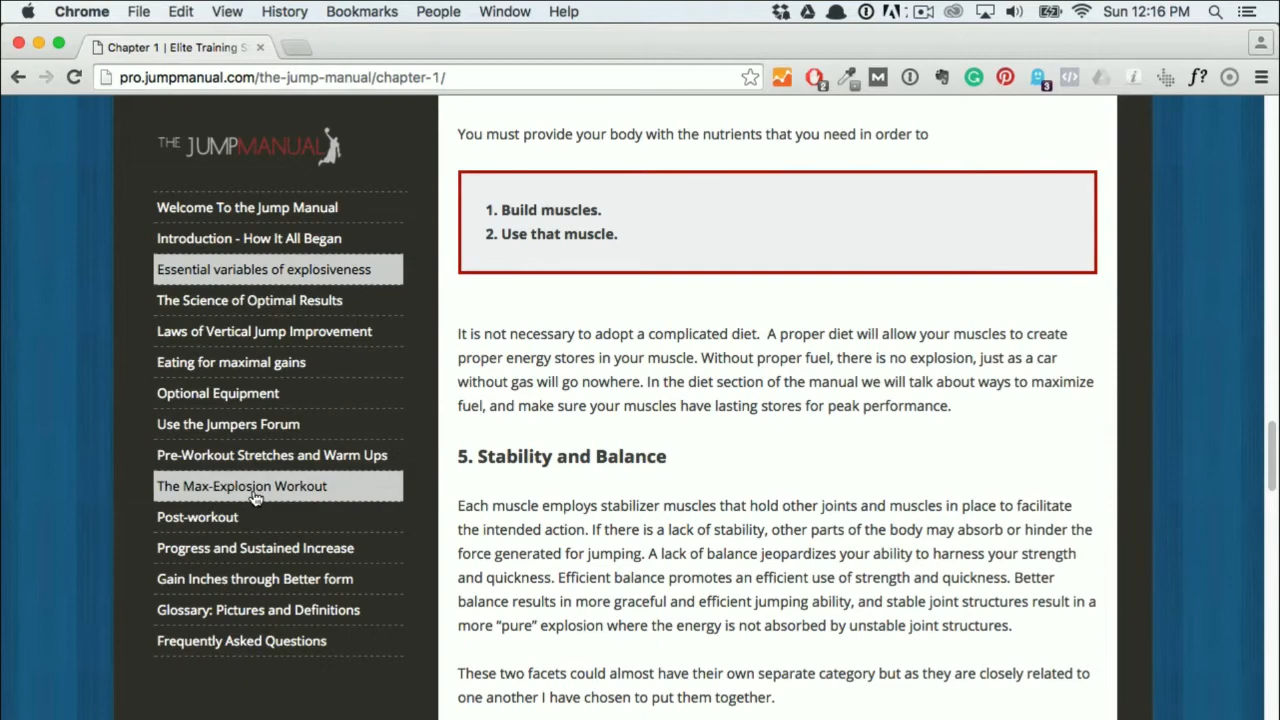 Chrome File Edit View History Bookmarks People Window Help Sun 12:16 PM
Chapter 1 | Elite Training S
pro.jumpmanual.com/the-jump-manual/chapter-1/
2
M
3
f?
THE JUMPMANUAL
Welcome To the Jump Manual
Introduction - How It All Began
Essential variables of explosiveness
The Science of Optimal Results
Laws of Vertical Jump Improvement
Eating for maximal gains
Optional Equipment
Use the Jumpers Forum
Pre-Workout Stretches and Warm Ups
The Max-Explosion Workout
Post-workout
Progress and Sustained Increase
Gain Inches through Better form
Glossary: Pictures and Definitions
Frequently Asked Questions
You must provide your body with the nutrients that you need in order to
1. Build muscles.
2. Use that muscle.
It is not necessary to adopt a complicated diet. A proper diet will allow your muscles to create
proper energy stores in your muscle. Without proper fuel, there is no explosion, just as a car
without gas will go nowhere. In the diet section of the manual we will talk about ways to maximize
fuel, and make sure your muscles have lasting stores for peak performance.
5. Stability and Balance
Each muscle employs stabilizer muscles that hold other joints and muscles in place to facilitate
the intended action. If there is a lack of stability, other parts of the body may absorb or hinder the
force generated for jumping. A lack of balance jeopardizes your ability to harness your strength
and quickness. Efficient balance promotes an efficient use of strength and quickness. Better
balance results in more graceful and efficient jumping ability, and stable joint structures result in a
more “pure” explosion where the energy is not absorbed by unstable joint structures.
These two facets could almost have their own separate category but as they are closely related to
one another I have chosen to put them together.